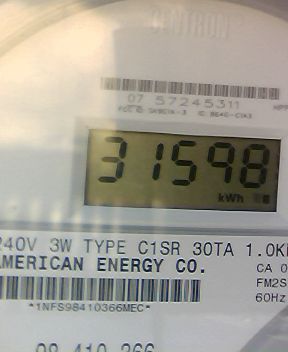 CENTRON
07 57245311
31598
kWh
240V 3W TYPE C1SR 30TA 1.0K
AMERICAN ENERGY CO.
CA 0
FM2S
60Hz
*1NFS98410366MEC*
98 410 366